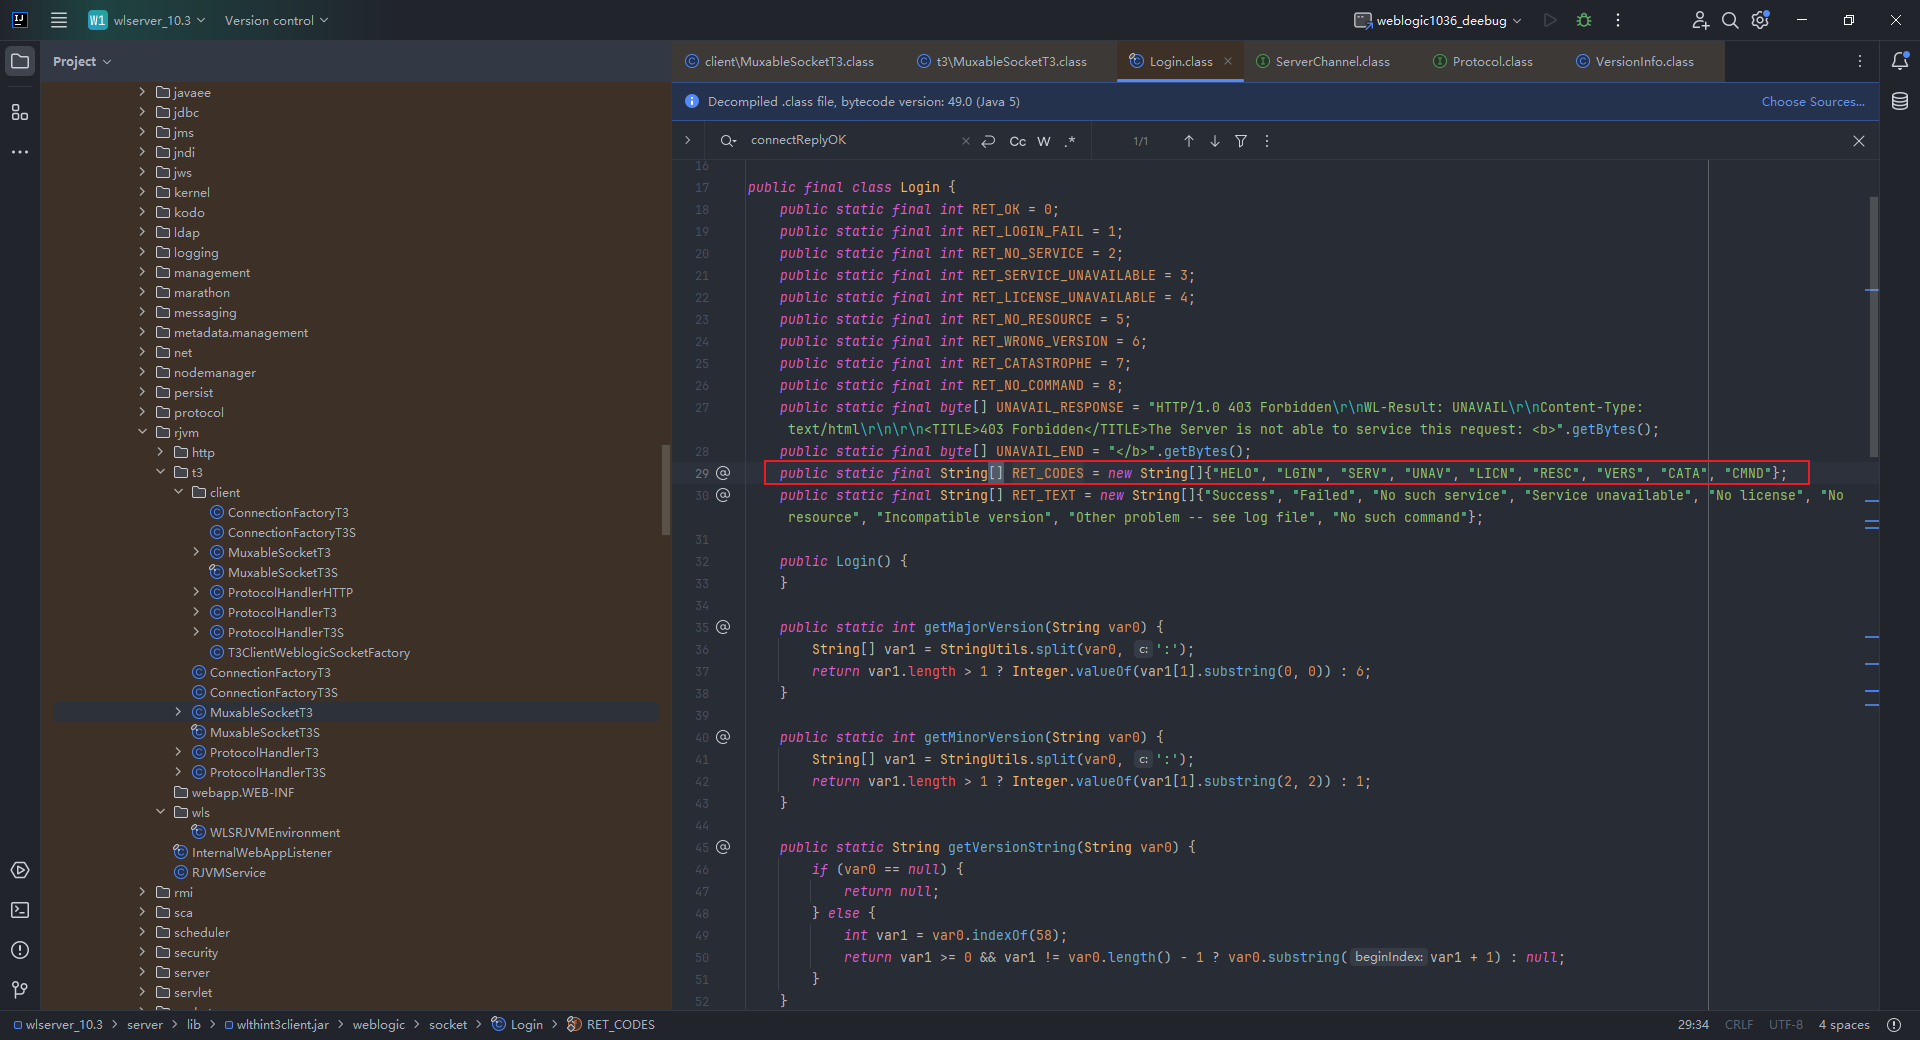 W1 wlserver_10.3 Version control weblogic1036_deebug
Project
javaee
jdbc
jms
jndi
jws
kernel
kodo
ldap
logging
management
marathon
messaging
metadata.management
net
nodemanager
persist
protocol
rjvm
http
t3
client
ConnectionFactoryT3
ConnectionFactoryT3S
MuxableSocketT3
MuxableSocketT3S
ProtocolHandlerHTTP
ProtocolHandlerT3
ProtocolHandlerT3S
T3ClientWeblogicSocketFactory
ConnectionFactoryT3
ConnectionFactoryT3S
MuxableSocketT3
MuxableSocketT3S
ProtocolHandlerT3
ProtocolHandlerT3S
webapp.WEB-INF
wls
WLSRJVMEnvironment
InternalWebAppListener
RJVMService
rmi
sca
scheduler
security
server
servlet
client\MuxableSocketT3.class t3\MuxableSocketT3.class Login.class ServerChannel.class Protocol.class VersionInfo.class
Decompiled .class file, bytecode version: 49.0 (Java 5) Choose Sources...
connectReplyOK Cc W .* 1/1
16
17 public final class Login {
18 public static final int RET_OK = 0;
19 public static final int RET_LOGIN_FAIL = 1;
20 public static final int RET_NO_SERVICE = 2;
21 public static final int RET_SERVICE_UNAVAILABLE = 3;
22 public static final int RET_LICENSE_UNAVAILABLE = 4;
23 public static final int RET_NO_RESOURCE = 5;
24 public static final int RET_WRONG_VERSION = 6;
25 public static final int RET_CATASTROPHE = 7;
26 public static final int RET_NO_COMMAND = 8;
27 public static final byte[] UNAVAIL_RESPONSE = "HTTP/1.0 403 Forbidden\r\nWL-Result: UNAVAIL\r\nContent-Type:
text/html\r\n\r\n<TITLE>403 Forbidden</TITLE>The Server is not able to service this request: <b>".getBytes();
28 public static final byte[] UNAVAIL_END = "</b>".getBytes();
29 public static final String[] RET_CODES = new String[]{"HELO", "LGIN", "SERV", "UNAV", "LICN", "RESC", "VERS", "CATA", "CMND"};
30 public static final String[] RET_TEXT = new String[]{"Success", "Failed", "No such service", "Service unavailable", "No license", "No
resource", "Incompatible version", "Other problem -- see log file", "No such command"};
31
32 public Login() {
33 }
34
35 public static int getMajorVersion(String var0) {
36 String[] var1 = StringUtils.split(var0, c: ':');
37 return var1.length > 1 ? Integer.valueOf(var1[1].substring(0, 0)) : 6;
38 }
39
40 public static int getMinorVersion(String var0) {
41 String[] var1 = StringUtils.split(var0, c: ':');
42 return var1.length > 1 ? Integer.valueOf(var1[1].substring(2, 2)) : 1;
43 }
44
45 public static String getVersionString(String var0) {
46 if (var0 == null) {
47 return null;
48 } else {
49 int var1 = var0.indexOf(58);
50 return var1 >= 0 && var1 != var0.length() - 1 ? var0.substring( beginIndex: var1 + 1) : null;
51 }
52 }
wlserver_10.3 > server > lib > wlthint3client.jar > weblogic > socket > Login > RET_CODES 29:34 CRLF UTF-8 4 spaces